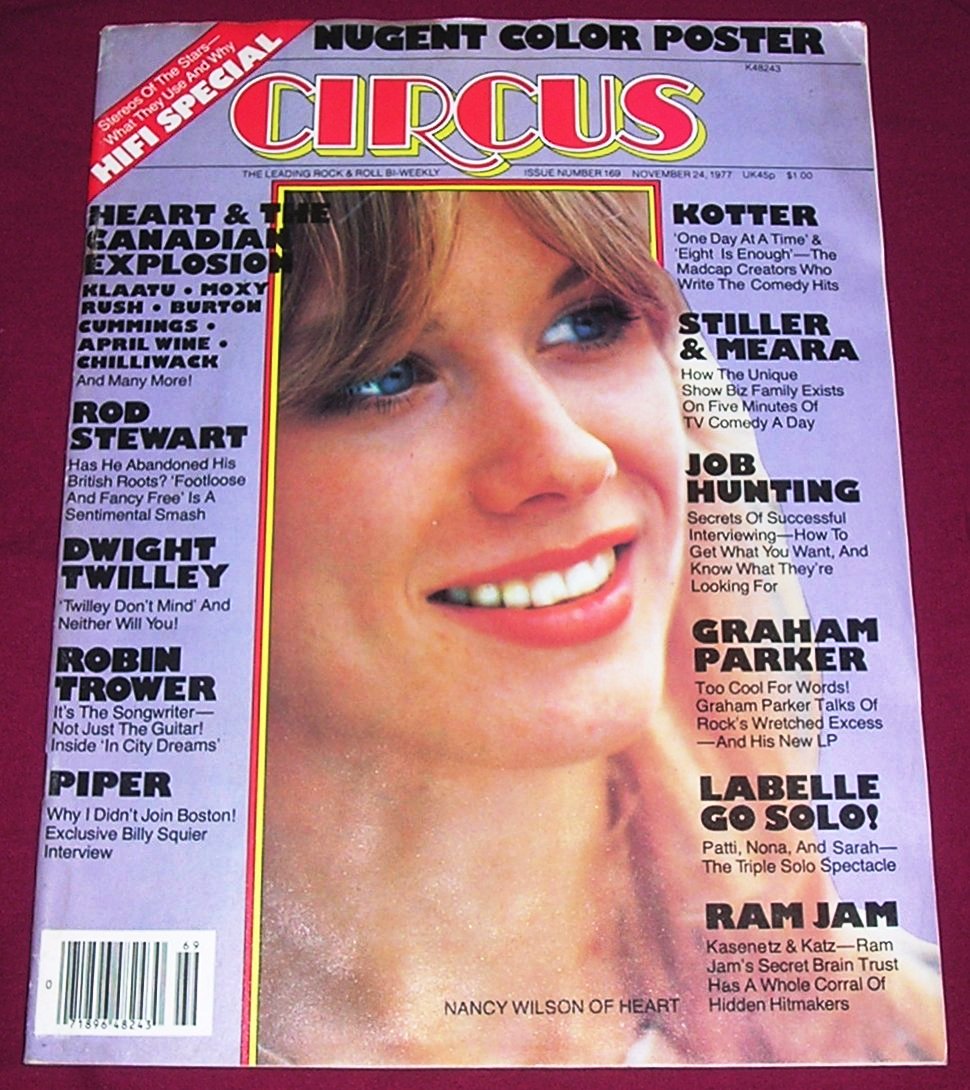 NUGENT COLOR POSTER
K48243
Stereos Of The Stars—
What They Use And Why
HIFI SPECIAL
CIRCUS
THE LEADING ROCK & ROLL BI-WEEKLY ISSUE NUMBER 169 NOVEMBER 24, 1977 UK45p $1.00
HEART & THE
CANADIAN
EXPLOSION
KLAATU • MOXY
RUSH • BURTON
CUMMINGS •
APRIL WINE •
CHILLIWACK
And Many More!
ROD
STEWART
Has He Abandoned His
British Roots? 'Footloose
And Fancy Free' Is A
Sentimental Smash
DWIGHT
TWILLEY
'Twilley Don't Mind' And
Neither Will You!
ROBIN
TROWER
It's The Songwriter—
Not Just The Guitar!
Inside 'In City Dreams'
PIPER
Why I Didn't Join Boston!
Exclusive Billy Squier
Interview
69
0
71896 48243
KOTTER
'One Day At A Time' &
'Eight Is Enough'—The
Madcap Creators Who
Write The Comedy Hits
STILLER
& MEARA
How The Unique
Show Biz Family Exists
On Five Minutes Of
TV Comedy A Day
JOB
HUNTING
Secrets Of Successful
Interviewing—How To
Get What You Want, And
Know What They're
Looking For
GRAHAM
PARKER
Too Cool For Words!
Graham Parker Talks Of
Rock's Wretched Excess
—And His New LP
LABELLE
GO SOLO!
Patti, Nona, And Sarah—
The Triple Solo Spectacle
RAM JAM
Kasenetz & Katz—Ram
Jam's Secret Brain Trust
Has A Whole Corral Of
Hidden Hitmakers
NANCY WILSON OF HEART